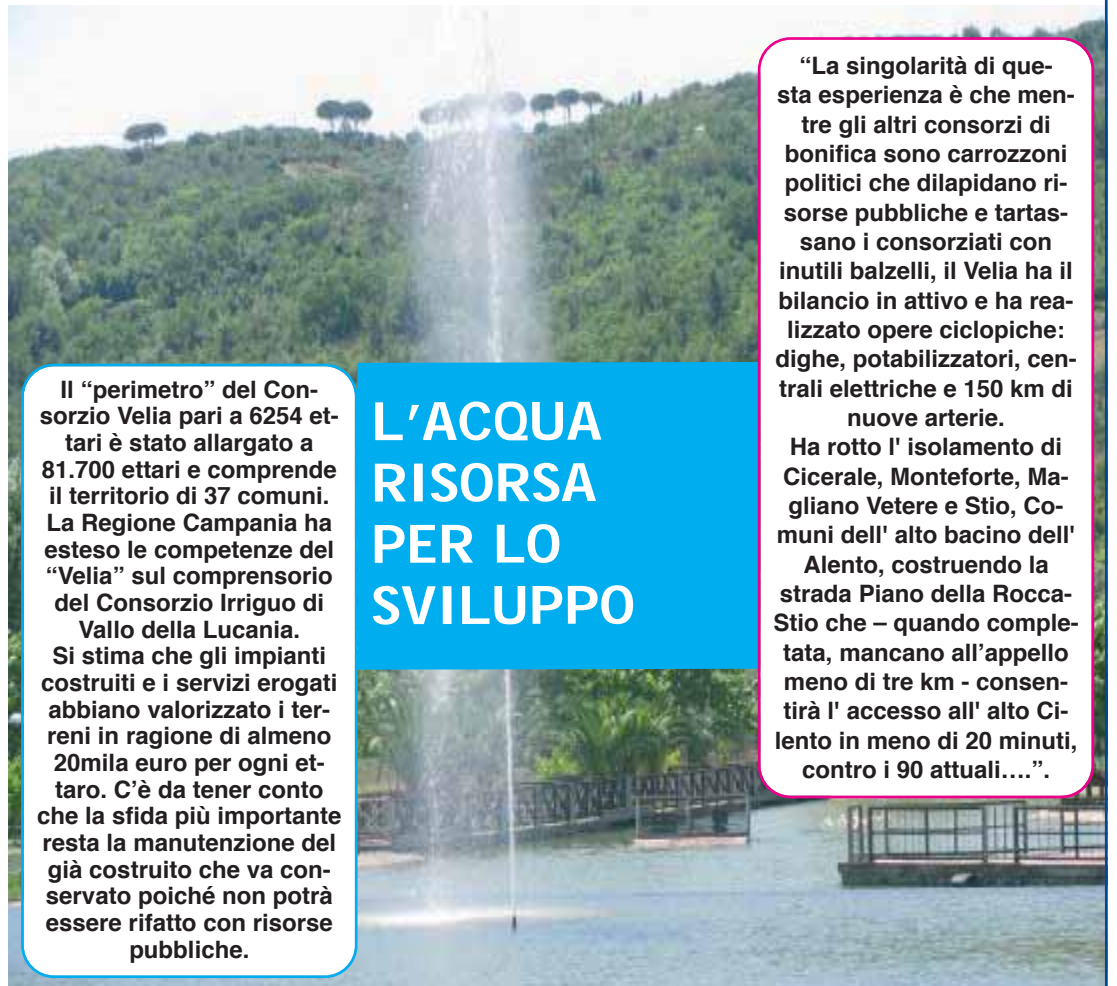 “La singolarità di que-
sta esperienza è che men-
tre gli altri consorzi di
bonifica sono carrozzoni
politici che dilapidano ri-
sorse pubbliche e tartas-
sano i consorziati con
inutili balzelli, il Velia ha il
bilancio in attivo e ha rea-
lizzato opere ciclopiche:
dighe, potabilizzatori, cen-
trali elettriche e 150 km di
nuove arterie.
Ha rotto l' isolamento di
Cicerale, Monteforte, Ma-
gliano Vetere e Stio, Co-
muni dell' alto bacino dell'
Alento, costruendo la
strada Piano della Rocca-
Stio che – quando comple-
tata, mancano all’appello
meno di tre km - consen-
tirà l' accesso all' alto Ci-
lento in meno di 20 minuti,
contro i 90 attuali….”.
Il “perimetro” del Con-
sorzio Velia pari a 6254 et-
tari è stato allargato a
81.700 ettari e comprende
il territorio di 37 comuni.
La Regione Campania ha
esteso le competenze del
“Velia” sul comprensorio
del Consorzio Irriguo di
Vallo della Lucania.
Si stima che gli impianti
costruiti e i servizi erogati
abbiano valorizzato i ter-
reni in ragione di almeno
20mila euro per ogni et-
taro. C’è da tener conto
che la sfida più importante
resta la manutenzione del
già costruito che va con-
servato poiché non potrà
essere rifatto con risorse
pubbliche.
L’ACQUA
RISORSA
PER LO
SVILUPPO